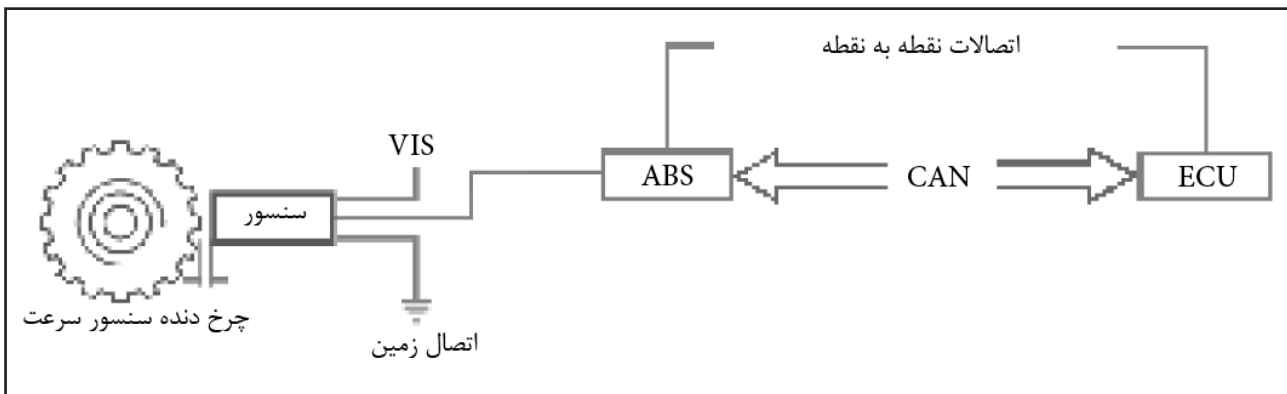 اتصالات نقطه به نقطه
VIS
ABS
CAN
ECU
سنسور
چرخ دنده سنسور سرعت
اتصال زمین